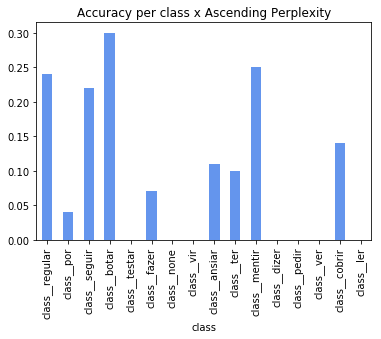 Accuracy per class x Ascending Perplexity
0.30
0.25
0.20
0.15
0.10
0.05
0.00
class__regular
class__por
class__seguir
class__botar
class__testar
class__fazer
class__none
class__vir
class__ansiar
class__ter
class__mentir
class__dizer
class__pedir
class__ver
class__cobrir
class__ler
class